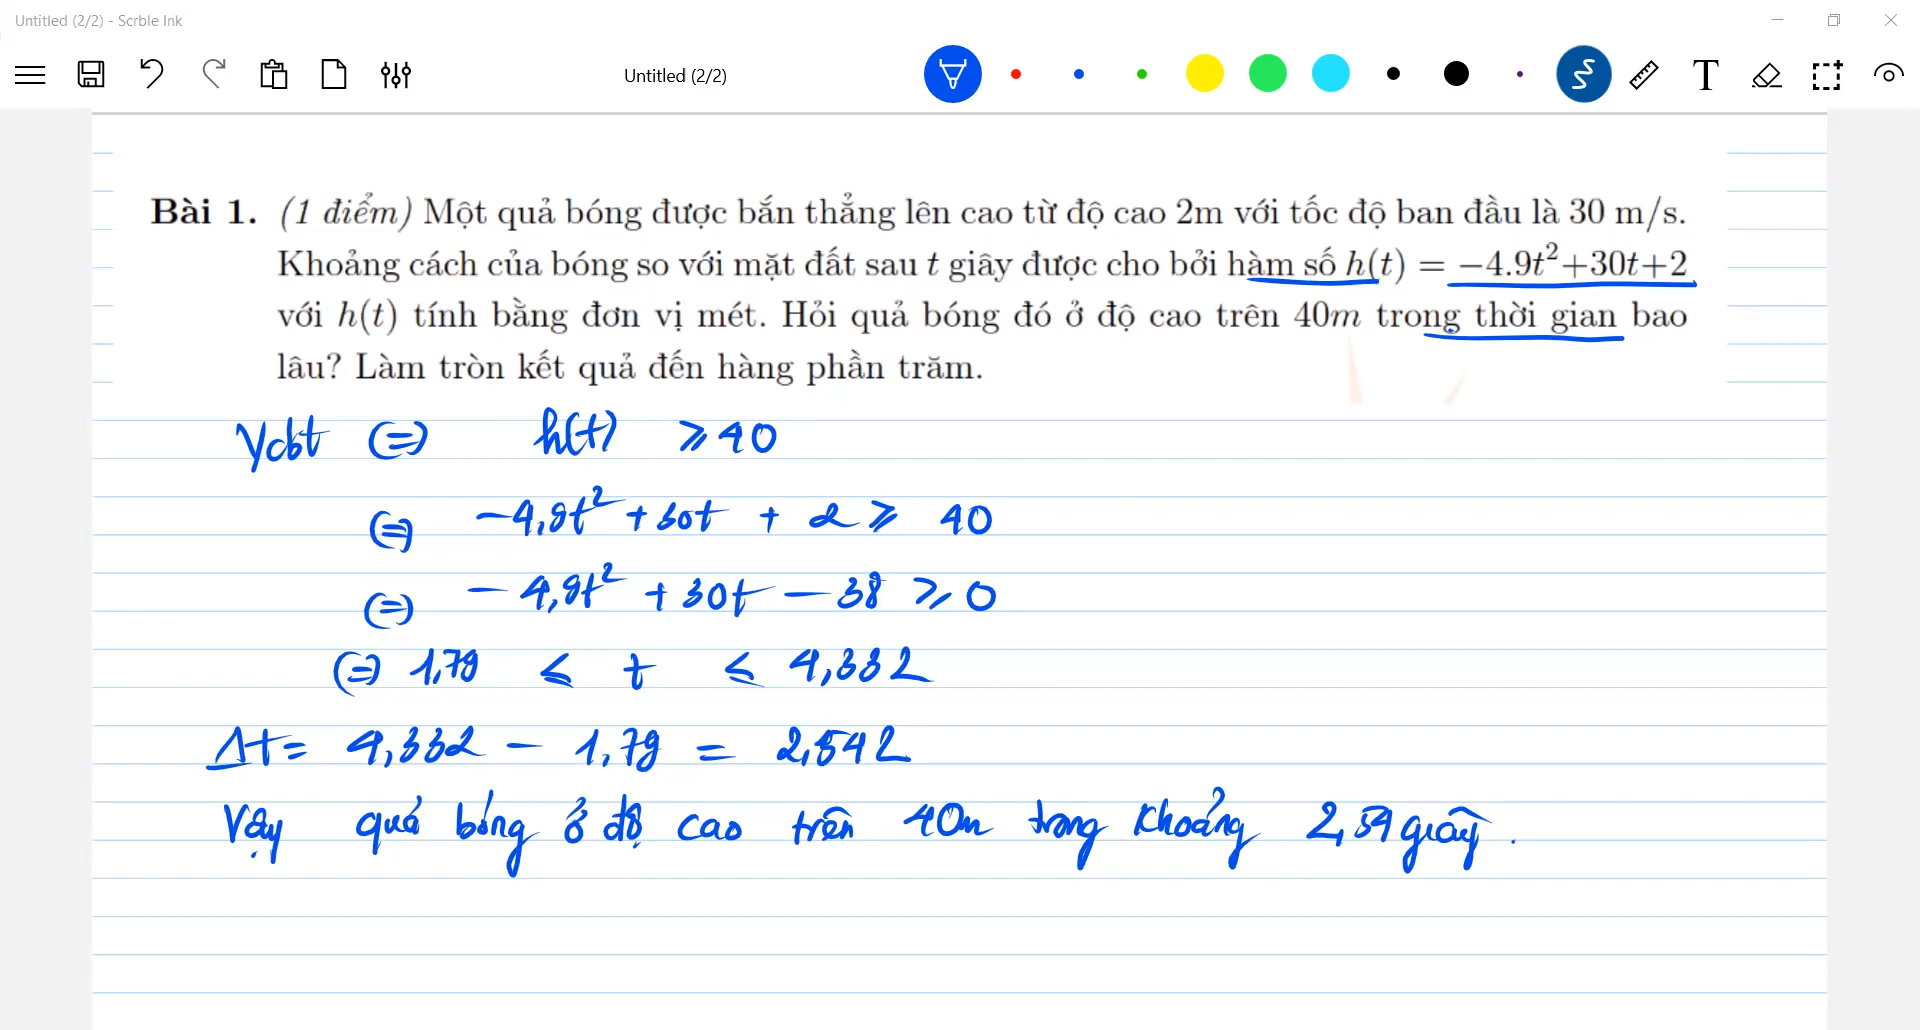 Untitled (2/2) - Scrble Ink
Untitled (2/2)
T
Bài 1. (1 điểm) Một quả bóng được bắn thẳng lên cao từ độ cao 2m với tốc độ ban đầu là 30 m/s.
Khoảng cách của bóng so với mặt đất sau t giây được cho bởi hàm số h(t) = −4.9t²+30t+2
với h(t) tính bằng đơn vị mét. Hỏi quả bóng đó ở độ cao trên 40m trong thời gian bao
lâu? Làm tròn kết quả đến hàng phần trăm.
Ycbt (=) h(t) ⩾ 40
(=) −4,9t² + 30t + 2 ⩾ 40
(=) − 4,9t² + 30t − 38 ⩾ 0
(=) 1,79 ≤ t ≤ 4,332
Δt = 4,332 − 1,79 = 2,542
Vậy quả bóng ở độ cao trên 40m trong khoảng 2,54 giây.